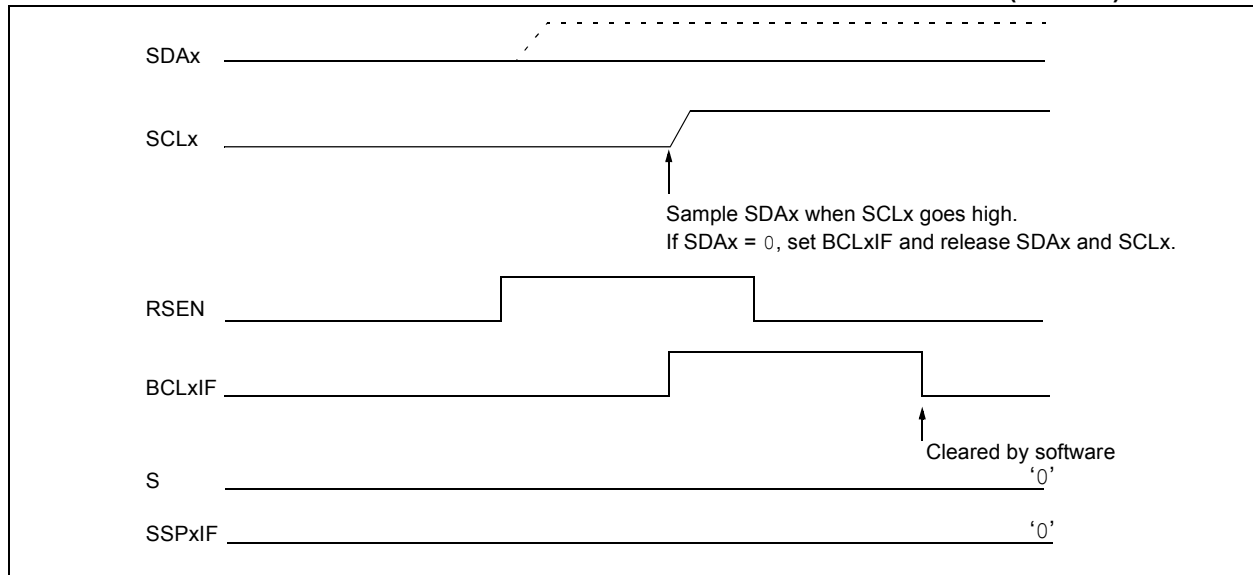 SDAx
SCLx
Sample SDAx when SCLx goes high.
If SDAx = 0, set BCLxIF and release SDAx and SCLx.
RSEN
BCLxIF
Cleared by software
S
‘0’
SSPxIF
‘0’